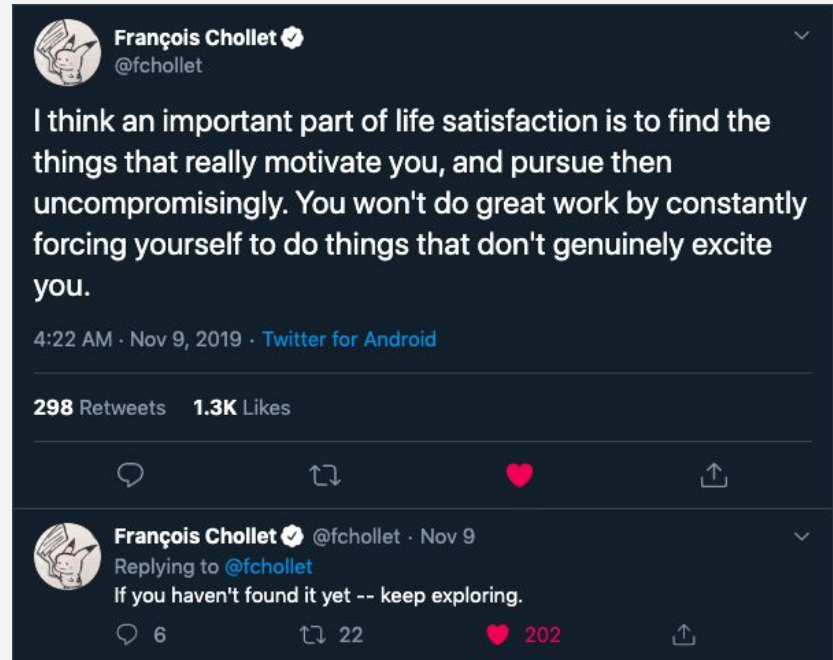 François Chollet
@fchollet
I think an important part of life satisfaction is to find the
things that really motivate you, and pursue then
uncompromisingly. You won't do great work by constantly
forcing yourself to do things that don't genuinely excite
you.
4:22 AM · Nov 9, 2019 · Twitter for Android
298 Retweets 1.3K Likes
François Chollet @fchollet · Nov 9
Replying to @fchollet
If you haven't found it yet -- keep exploring.
6 22 202